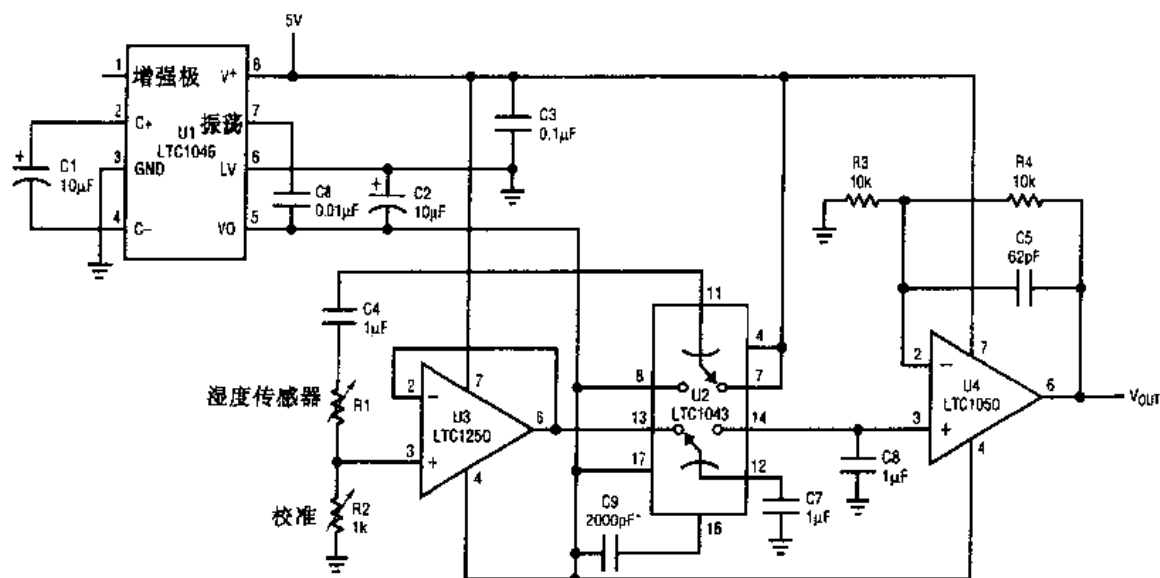 5V
1
增强极
V+
8
2
C+
振荡
7
U1
LTC1046
3
GND
LV
6
4
C−
VO
5
+
C1
10μF
C8
0.01μF
+
C2
10μF
C3
0.1μF
R3
10k
R4
10k
C5
62pF
C4
1μF
湿度传感器
R1
校准
R2
1k
2
−
7
U3
LTC1250
6
3
+
4
11
4
8
7
U2
LTC1043
13
14
17
12
16
C9
2000pF
C7
1μF
C8
1μF
2
−
7
U4
LTC1050
6
3
+
4
VOUT